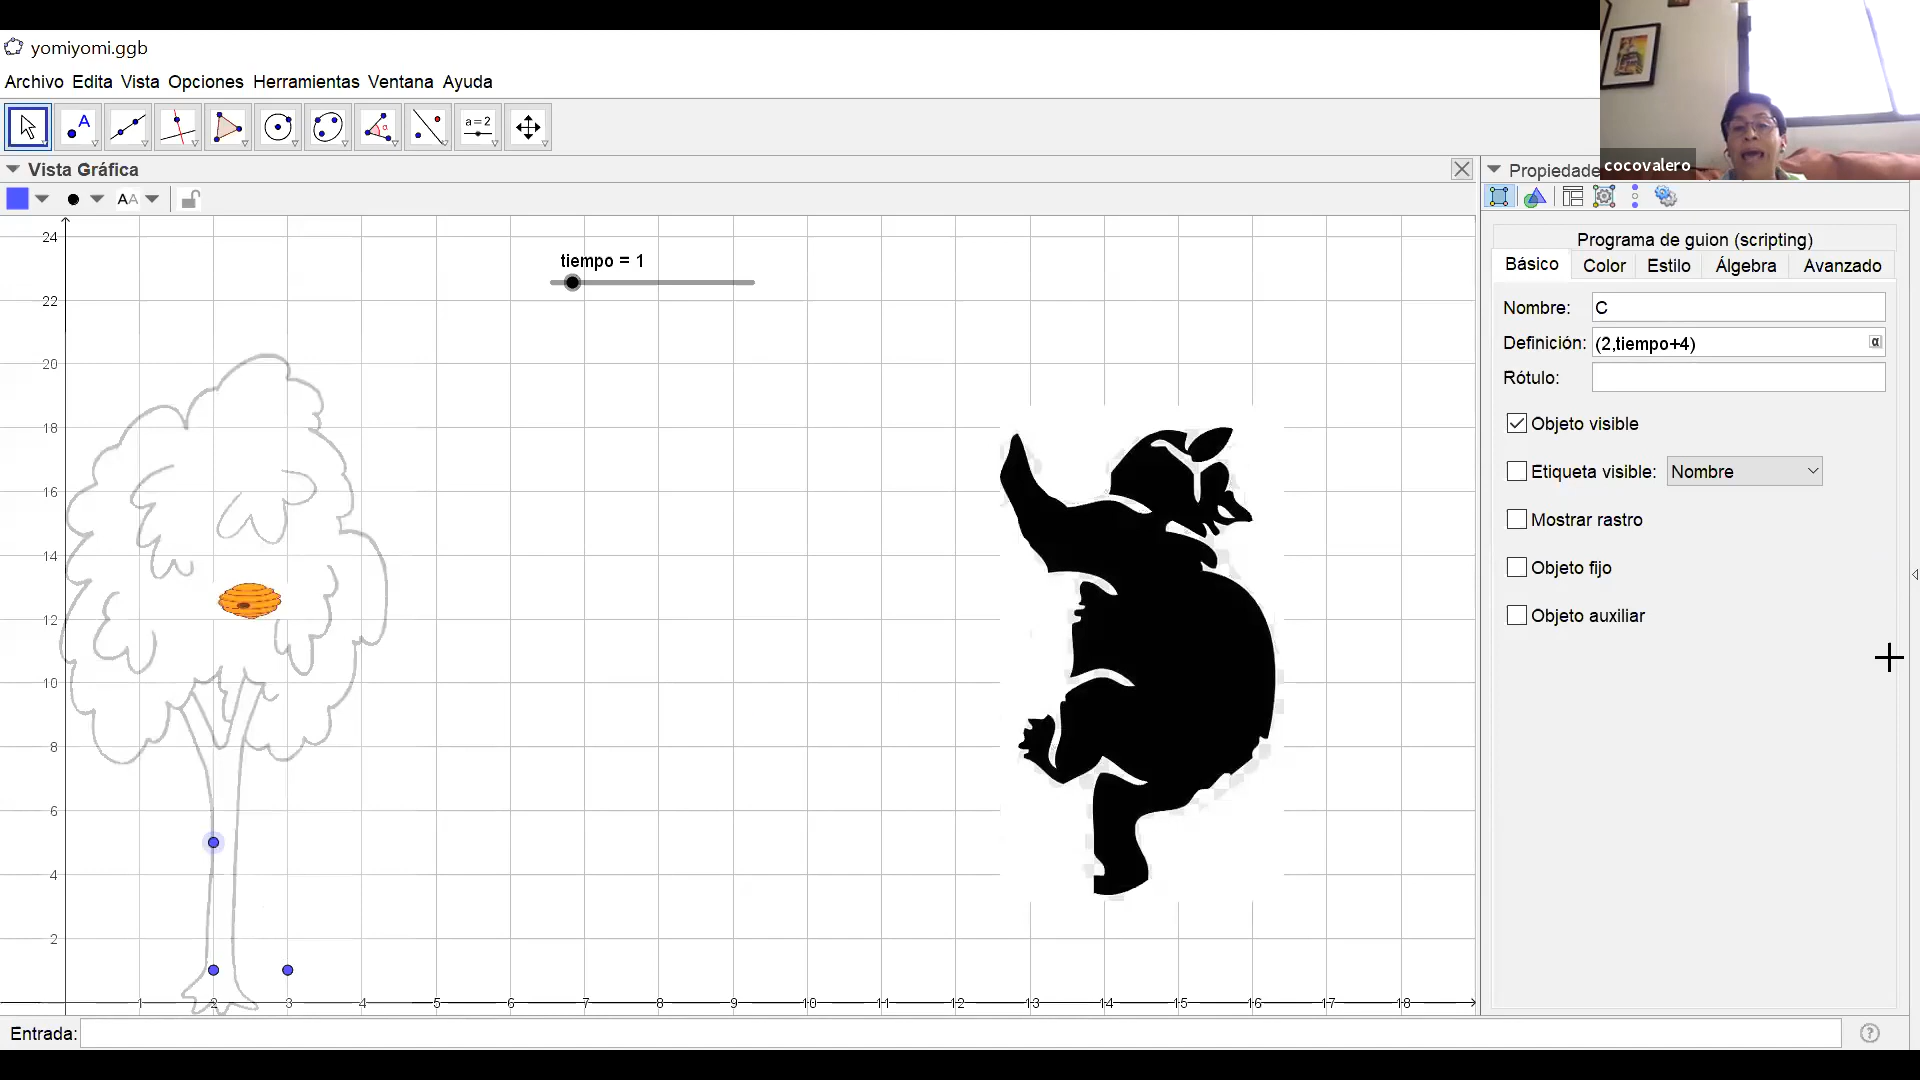 yomiyomi.ggb
Archivo Edita Vista Opciones Herramientas Ventana Ayuda
A
α
a=2
cocovalero
Vista Gráfica
Propiedade
AA
Programa de guion (scripting)
Básico Color Estilo Álgebra Avanzado
Nombre: C
Definición: (2,tiempo+4) α
Rótulo:
Objeto visible
Etiqueta visible: Nombre
Mostrar rastro
Objeto fijo
Objeto auxiliar
tiempo = 1
24
22
20
18
16
14
12
10
8
6
4
2
1 2 3 4 5 6 7 8 9 10 11 12 13 14 15 16 17 18
Entrada: ?